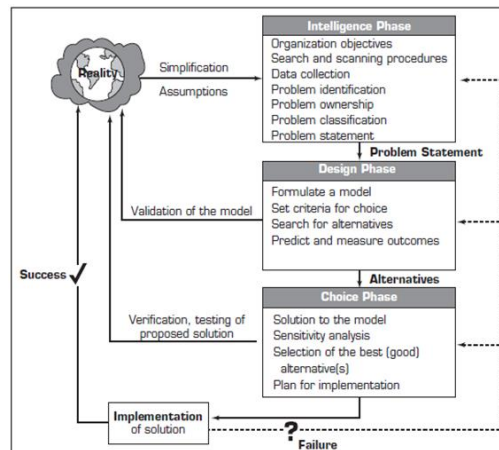 Intelligence Phase
Organization objectives
Search and scanning procedures
Data collection
Problem identification
Problem ownership
Problem classification
Problem statement
Reality
Simplification
Assumptions
Problem Statement
Design Phase
Formulate a model
Set criteria for choice
Search for alternatives
Predict and measure outcomes
Validation of the model
Alternatives
Success
Choice Phase
Solution to the model
Sensitivity analysis
Selection of the best (good)
alternative(s)
Plan for implementation
Verification, testing of
proposed solution
Implementation
of solution
?
Failure